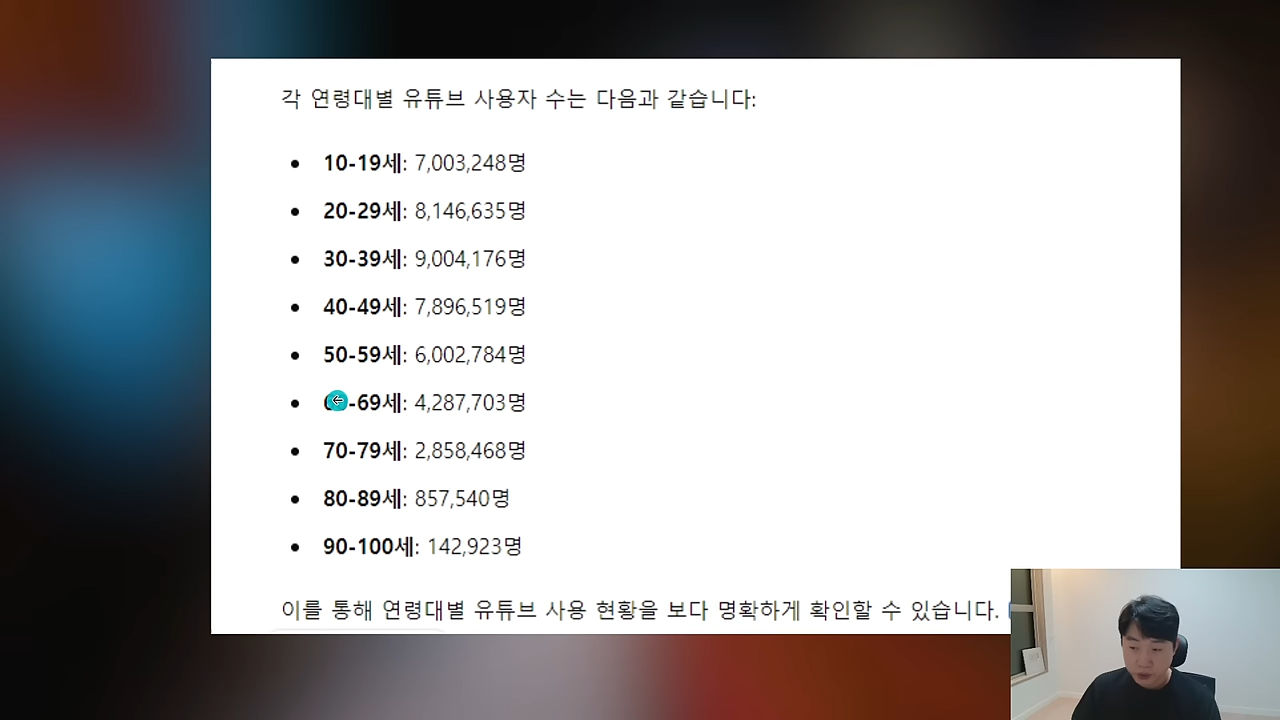 각 연령대별 유튜브 사용자 수는 다음과 같습니다:
• 10-19세: 7,003,248명
• 20-29세: 8,146,635명
• 30-39세: 9,004,176명
• 40-49세: 7,896,519명
• 50-59세: 6,002,784명
• -69세: 4,287,703명
• 70-79세: 2,858,468명
• 80-89세: 857,540명
• 90-100세: 142,923명
이를 통해 연령대별 유튜브 사용 현황을 보다 명확하게 확인할 수 있습니다.